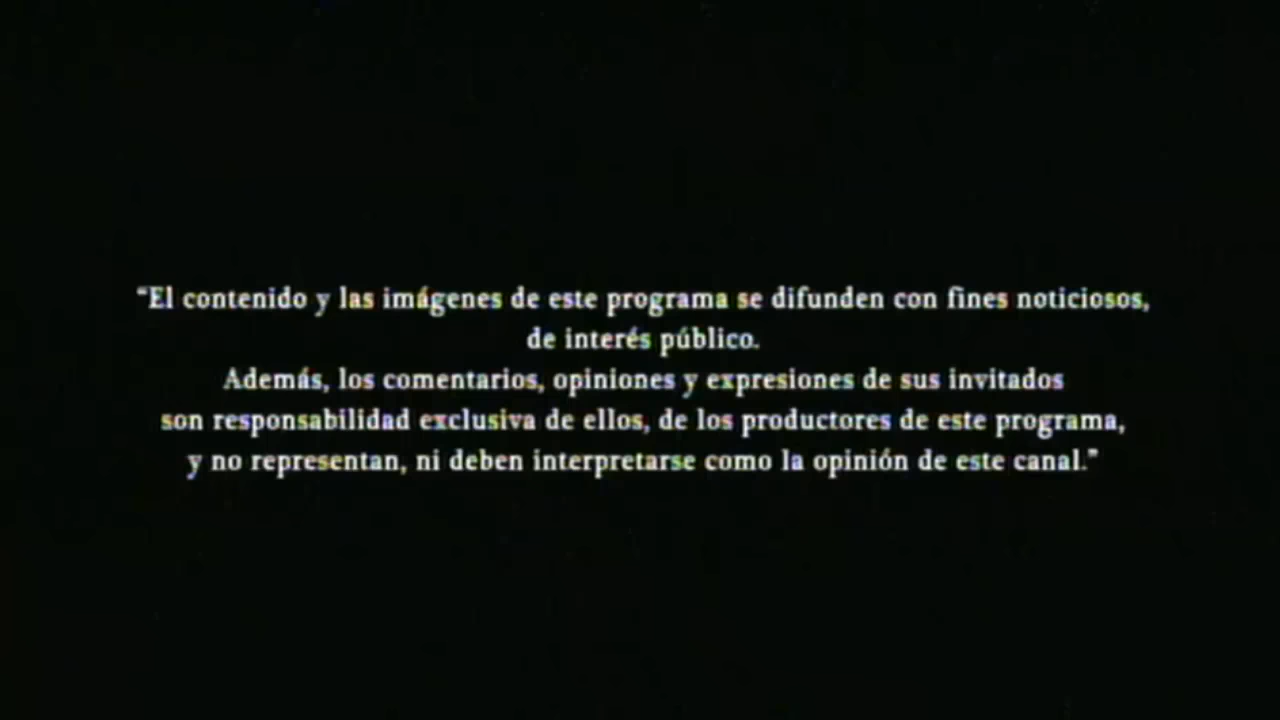 “El contenido y las imágenes de este programa se difunden con fines noticiosos,
de interés público.
Además, los comentarios, opiniones y expresiones de sus invitados
son responsabilidad exclusiva de ellos, de los productores de este programa,
y no representan, ni deben interpretarse como la opinión de este canal.”